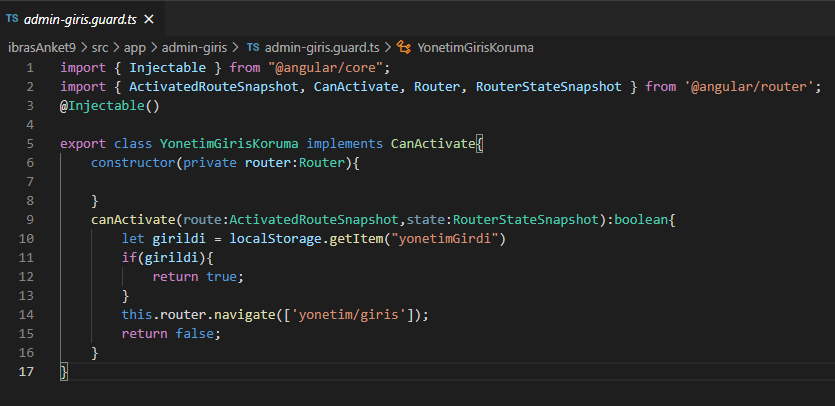 TS admin-giris.guard.ts ×
ibrasAnket9 > src > app > admin-giris > TS admin-giris.guard.ts > YonetimGirisKoruma
1 import { Injectable } from "@angular/core";
2 import { ActivatedRouteSnapshot, CanActivate, Router, RouterStateSnapshot } from '@angular/router';
3 @Injectable()
4
5 export class YonetimGirisKoruma implements CanActivate{
6 constructor(private router:Router){
7
8 }
9 canActivate(route:ActivatedRouteSnapshot,state:RouterStateSnapshot):boolean{
10 let girildi = localStorage.getItem("yonetimGirdi")
11 if(girildi){
12 return true;
13 }
14 this.router.navigate(['yonetim/giris']);
15 return false;
16 }
17 }